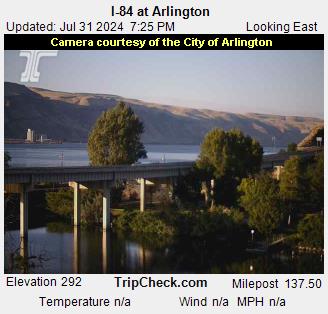 I-84 at Arlington
Updated: Jul 31 2024 7:25 PM Looking East
Camera courtesy of the City of Arlington
Elevation 292 TripCheck.com Milepost 137.50
Temperature n/a Wind n/a MPH n/a